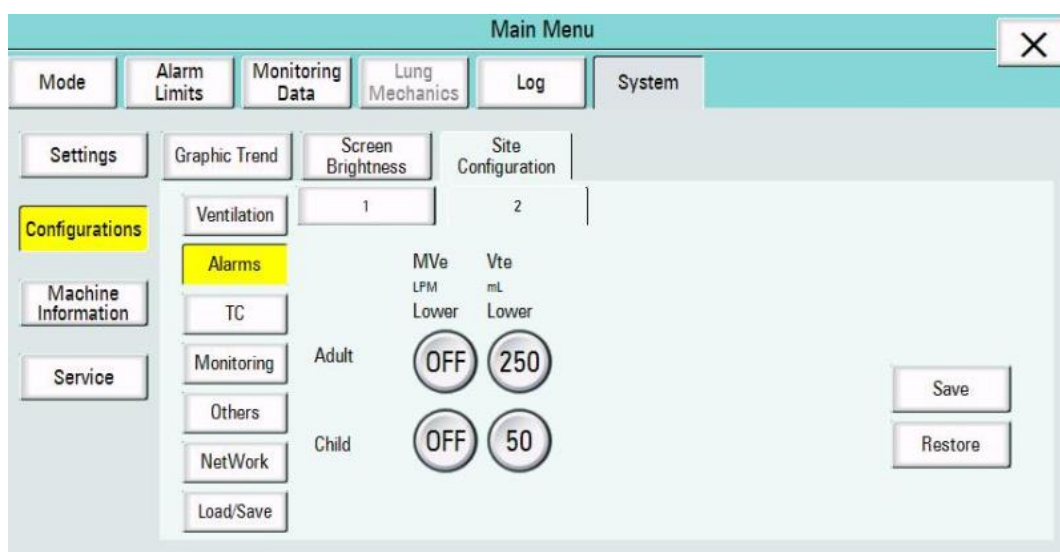 Main Menu
X
Mode
Alarm
Limits
Monitoring
Data
Lung
Mechanics
Log
System
Settings
Graphic Trend
Screen
Brightness
Site
Configuration
Configurations
Ventilation
1
2
Alarms
MVe
Vte
LPM
mL
Lower
Lower
Machine
Information
TC
Adult
OFF
250
Monitoring
Service
Others
Save
Child
OFF
50
NetWork
Restore
Load/Save